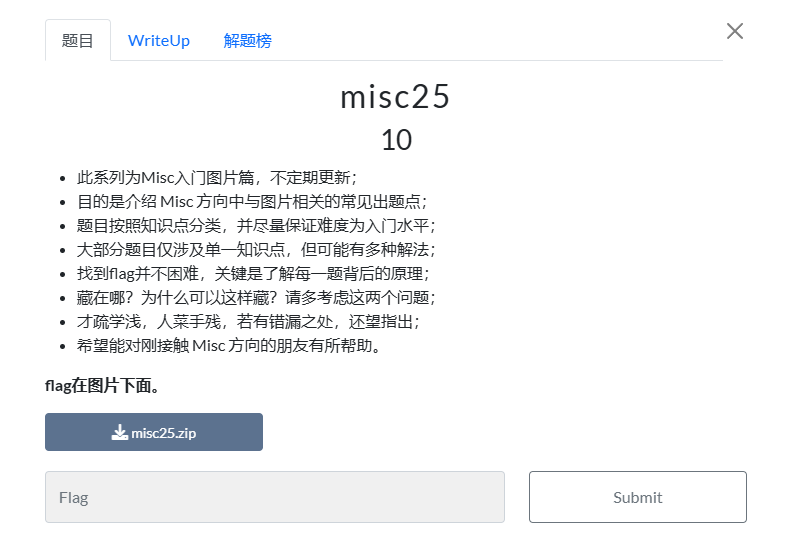 题目 WriteUp 解题榜
misc25
10
此系列为Misc入门图片篇，不定期更新；
目的是介绍 Misc 方向中与图片相关的常见出题点；
题目按照知识点分类，并尽量保证难度为入门水平；
大部分题目仅涉及单一知识点，但可能有多种解法；
找到flag并不困难，关键是了解每一题背后的原理；
藏在哪？为什么可以这样藏？请多考虑这两个问题；
才疏学浅，人菜手残，若有错漏之处，还望指出；
希望能对刚接触 Misc 方向的朋友有所帮助。
flag在图片下面。
misc25.zip
Flag Submit